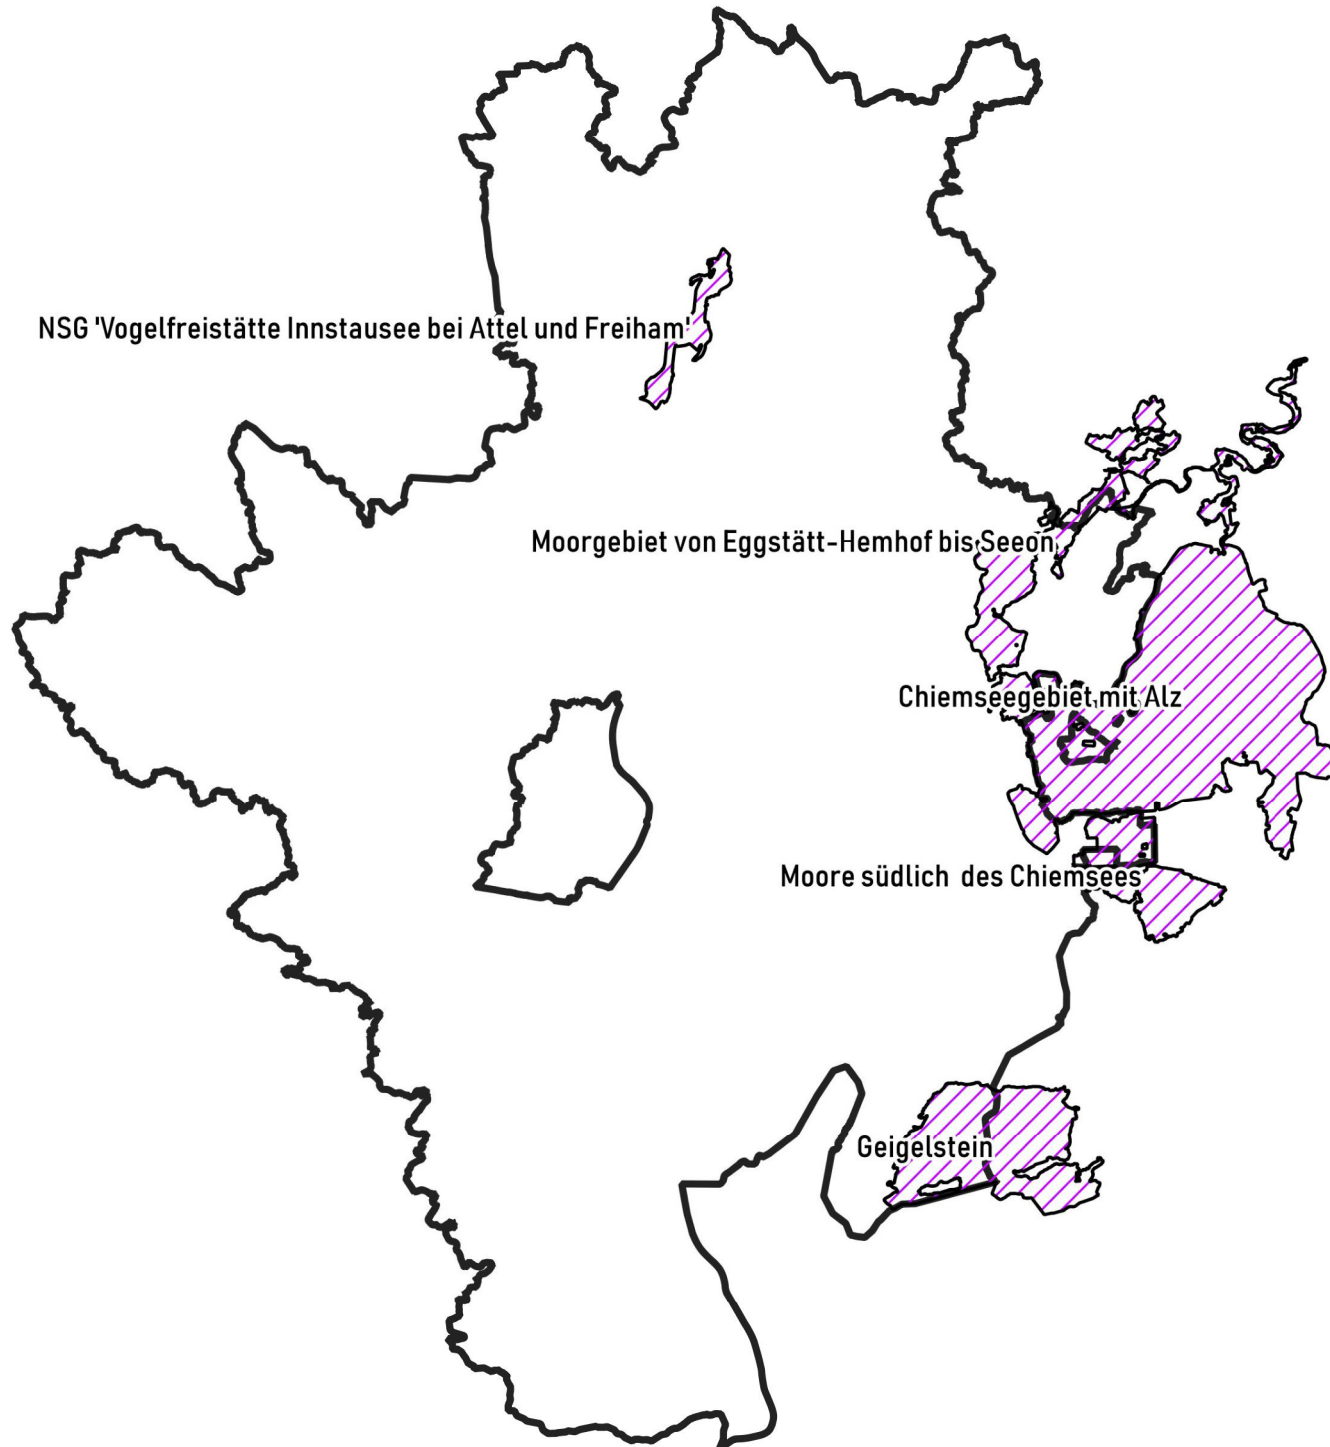 NSG 'Vogelfreistätte Innstausee bei Attel und Freiham'
Moorgebiet von Eggstätt-Hemhof bis Seeon
Chiemseegebiet mit Alz
Moore südlich  des Chiemsees
Geigelstein